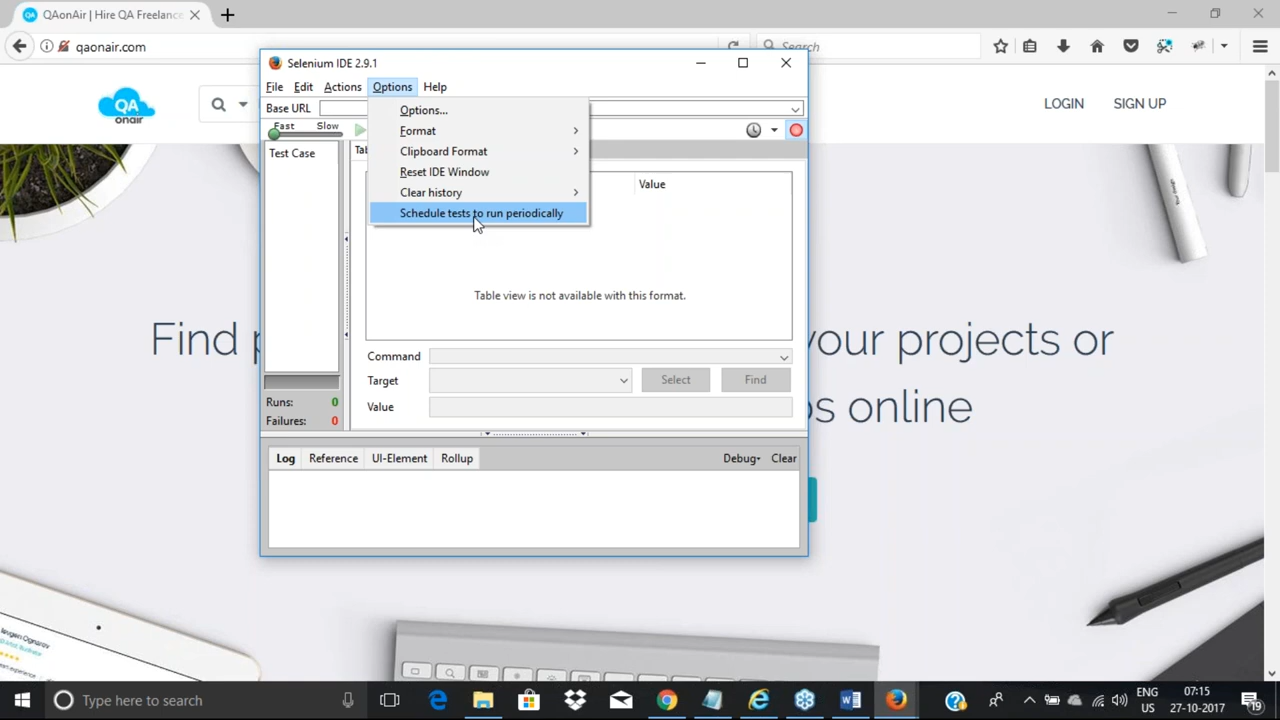 QAonAir | Hire QA Freelance
qaonair.com
Search
Selenium IDE 2.9.1
File Edit Actions Options Help
Base URL
Fast Slow
Options...
Format
Clipboard Format
Reset IDE Window
Clear history
Schedule tests to run periodically
Test Case
Value
Table view is not available with this format.
Command
Target
Select
Find
Value
Runs: 0
Failures: 0
Log Reference UI-Element Rollup Debug Clear
QA
onair
LOGIN SIGN UP
Find
your projects or
online
Type here to search
ENG
US
07:15
27-10-2017
19